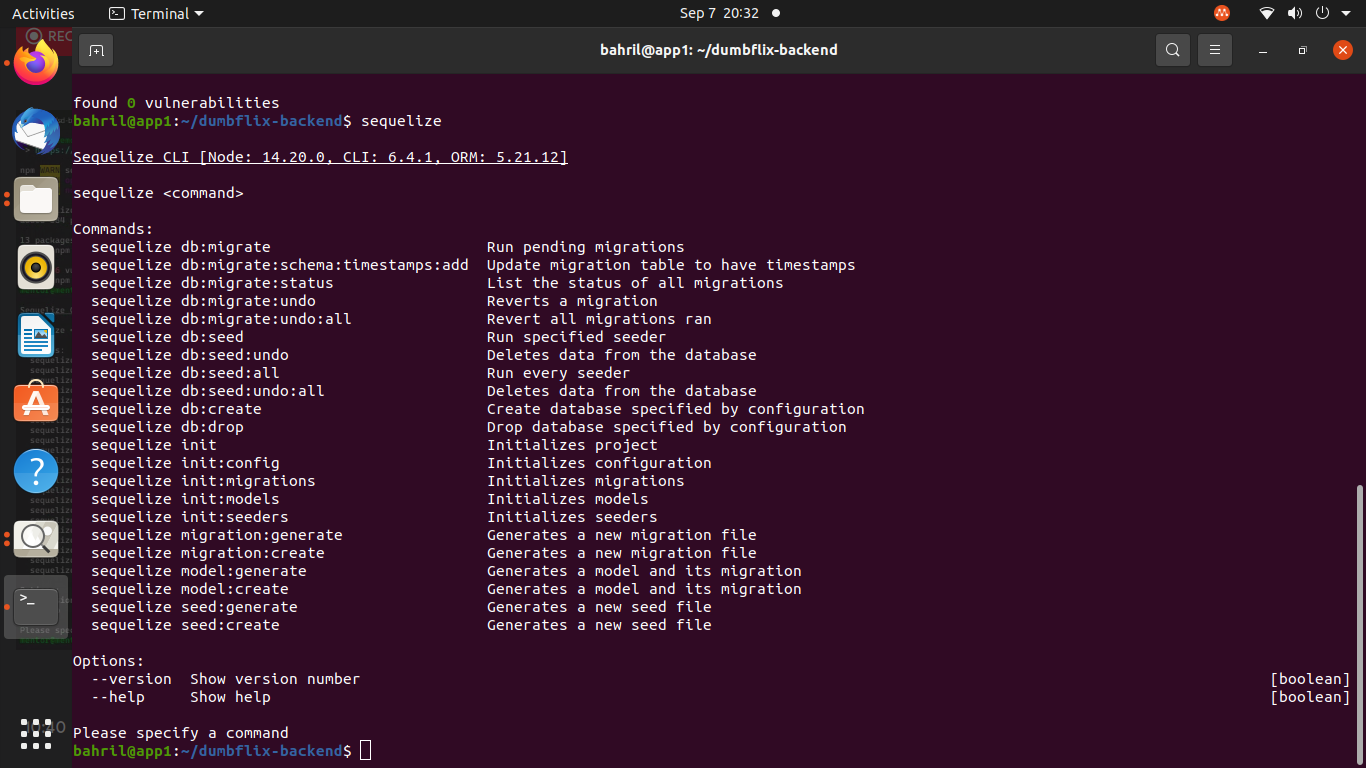 Activities Terminal Sep 7 20:32
REC
bahril@app1: ~/dumbflix-backend
found 0 vulnerabilities
bahril@app1:~/dumbflix-backend$ sequelize
Sequelize CLI [Node: 14.20.0, CLI: 6.4.1, ORM: 5.21.12]
sequelize <command>
Commands:
sequelize db:migrate Run pending migrations
sequelize db:migrate:schema:timestamps:add Update migration table to have timestamps
sequelize db:migrate:status List the status of all migrations
sequelize db:migrate:undo Reverts a migration
sequelize db:migrate:undo:all Revert all migrations ran
sequelize db:seed Run specified seeder
sequelize db:seed:undo Deletes data from the database
sequelize db:seed:all Run every seeder
sequelize db:seed:undo:all Deletes data from the database
sequelize db:create Create database specified by configuration
sequelize db:drop Drop database specified by configuration
sequelize init Initializes project
sequelize init:config Initializes configuration
sequelize init:migrations Initializes migrations
sequelize init:models Initializes models
sequelize init:seeders Initializes seeders
sequelize migration:generate Generates a new migration file
sequelize migration:create Generates a new migration file
sequelize model:generate Generates a model and its migration
sequelize model:create Generates a model and its migration
sequelize seed:generate Generates a new seed file
sequelize seed:create Generates a new seed file
Options:
--version Show version number [boolean]
--help Show help [boolean]
Please specify a command
bahril@app1:~/dumbflix-backend$